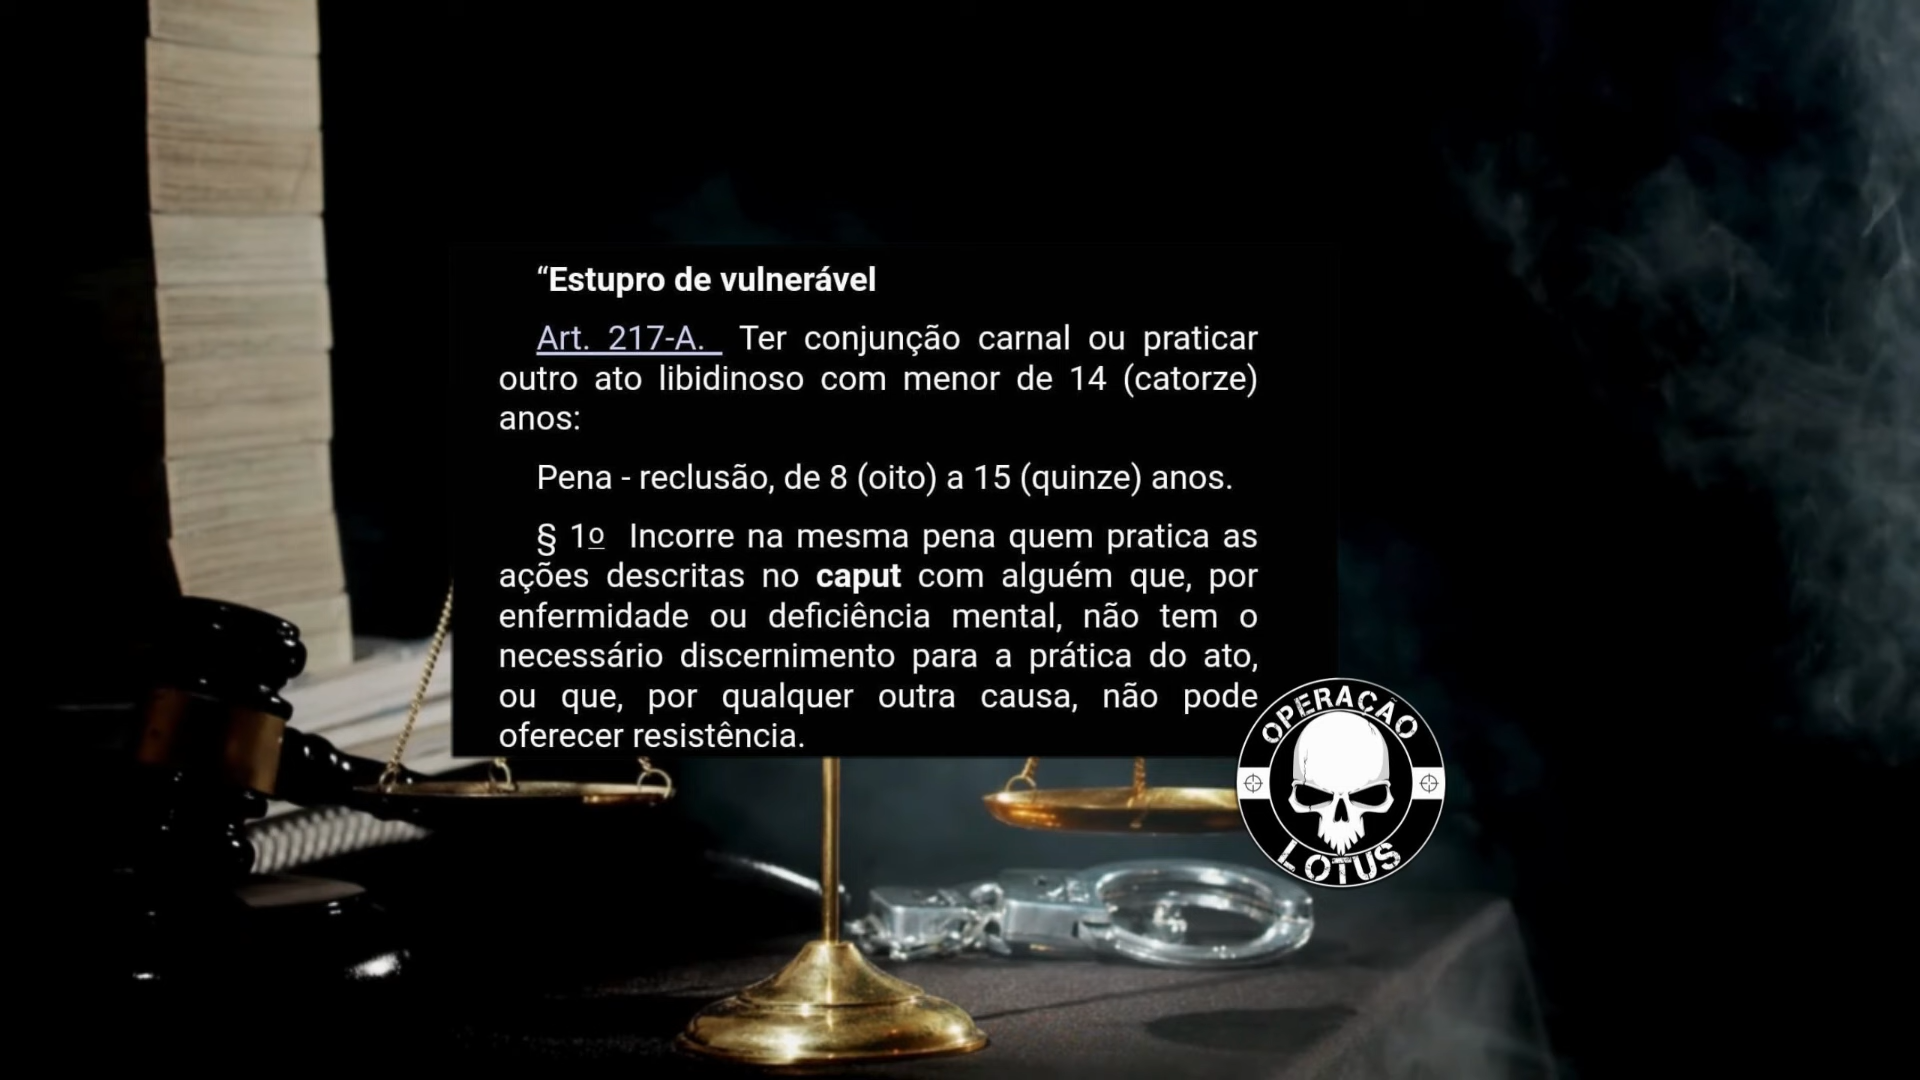 “Estupro de vulnerável
Art. 217-A. Ter conjunção carnal ou praticar
outro ato libidinoso com menor de 14 (catorze)
anos:
Pena - reclusão, de 8 (oito) a 15 (quinze) anos.
§ 1º Incorre na mesma pena quem pratica as
ações descritas no caput com alguém que, por
enfermidade ou deficiência mental, não tem o
necessário discernimento para a prática do ato,
ou que, por qualquer outra causa, não pode
oferecer resistência.
OPERAÇÃO
LOTUS